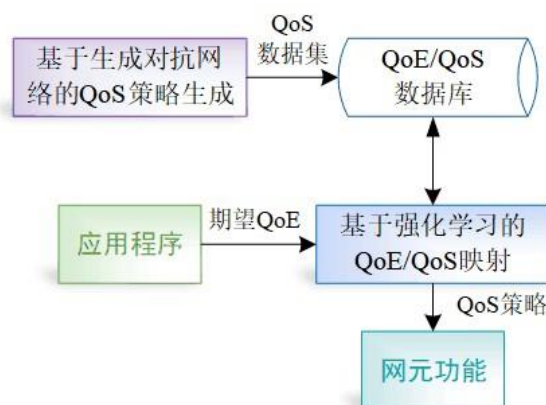 基于生成对抗网
络的QoS策略生成
QoS
数据集
QoE/QoS
数据库
应用程序
期望QoE
基于强化学习的
QoE/QoS映射
QoS策略
网元功能